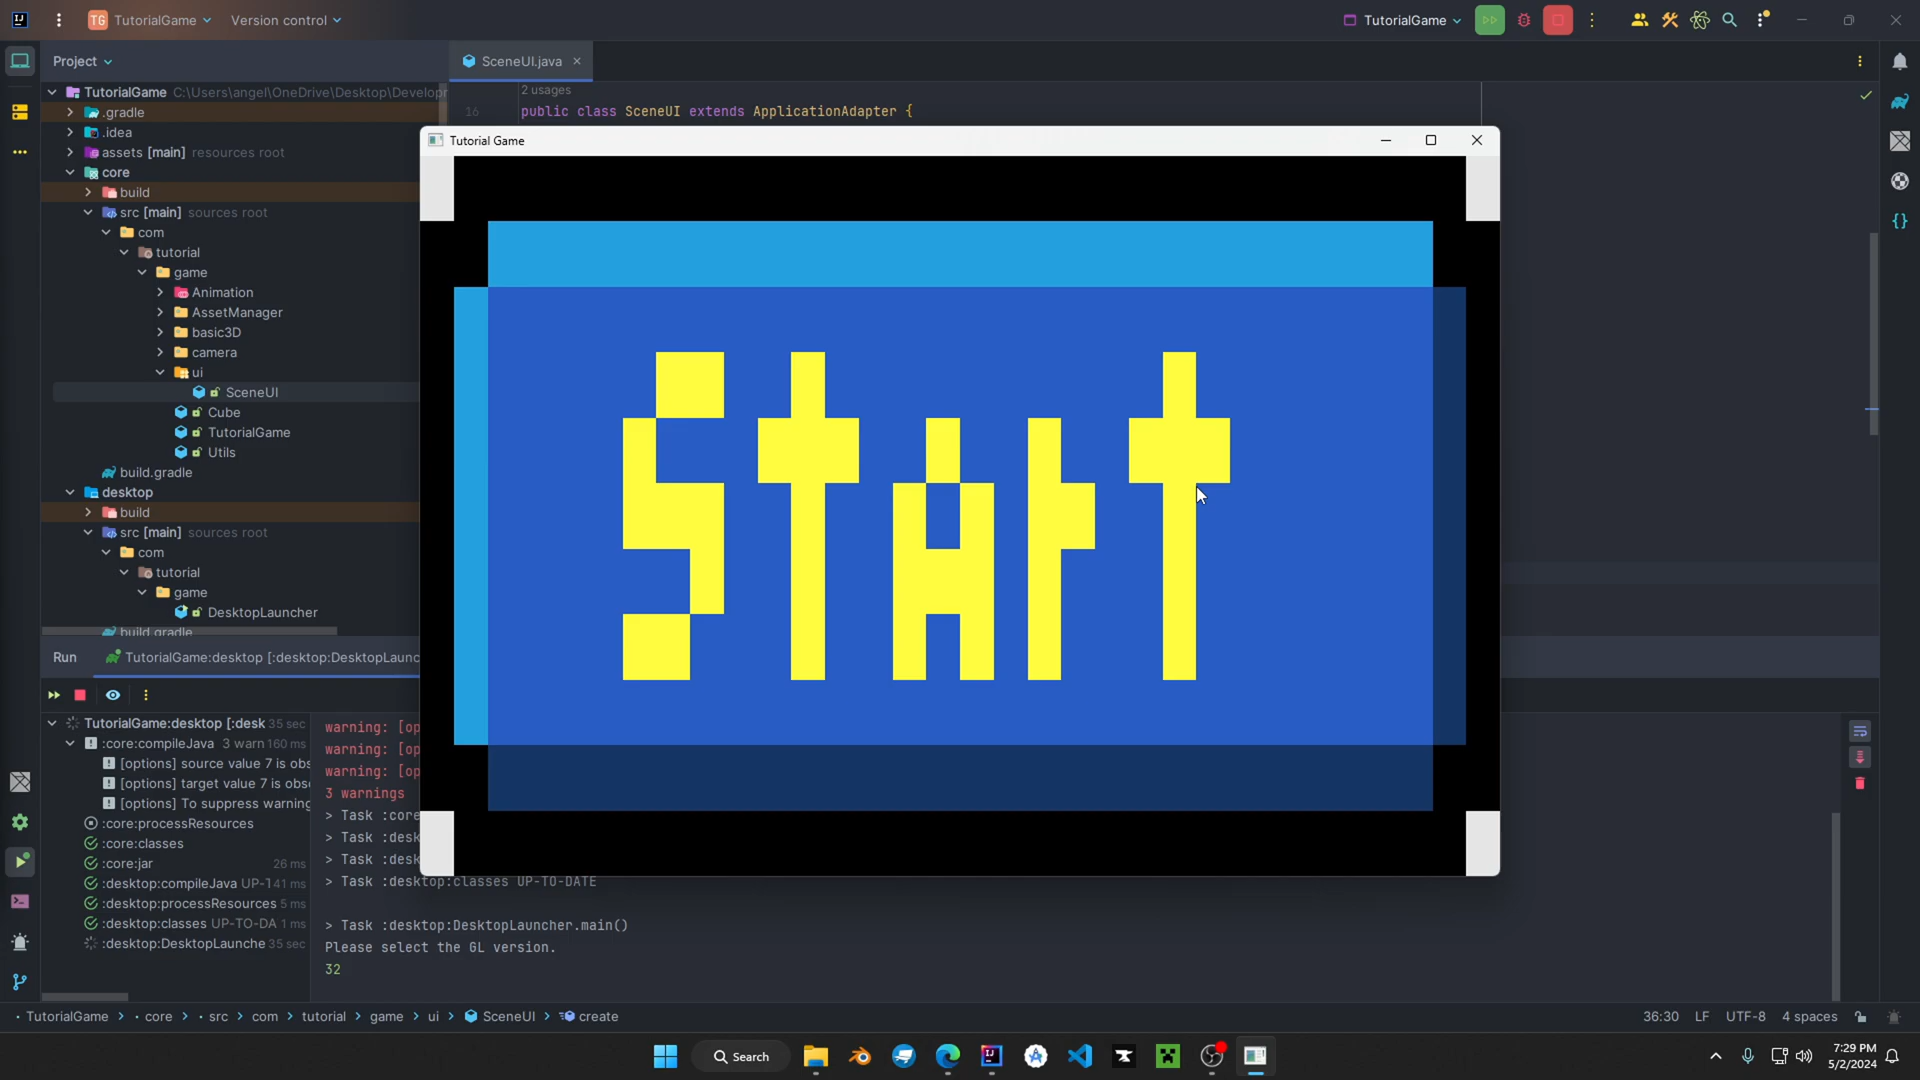 TG TutorialGame Version control TutorialGame
Project
SceneUI.java
TutorialGame C:\Users\angel\OneDrive\Desktop\Develop
2 usages
16 public class SceneUI extends ApplicationAdapter {
.gradle
.idea
assets [main] resources root
core
build
src [main] sources root
com
tutorial
game
Animation
AssetManager
basic3D
camera
ui
SceneUI
Cube
TutorialGame
Utils
build.gradle
desktop
build
src [main] sources root
com
tutorial
game
DesktopLauncher
build.gradle
Tutorial Game
Start
Run TutorialGame:desktop [:desktop:DesktopLaunc
TutorialGame:desktop [:desk 35 sec
:core:compileJava 3 warn 160 ms
[options] source value 7 is obs
[options] target value 7 is obs
[options] To suppress warning
:core:processResources
:core:classes
:core:jar 26 ms
:desktop:compileJava UP-1 41 ms
:desktop:processResources 5 ms
:desktop:classes UP-TO-DA 1 ms
:desktop:DesktopLaunche 35 sec
warning: [op
warning: [op
warning: [op
3 warnings
> Task :core
> Task :desk
> Task :desk
> Task :desktop:classes UP-TO-DATE
> Task :desktop:DesktopLauncher.main()
Please select the GL version.
32
TutorialGame > core > src > com > tutorial > game > ui > SceneUI > create
36:30 LF UTF-8 4 spaces
Search
7:29 PM
5/2/2024